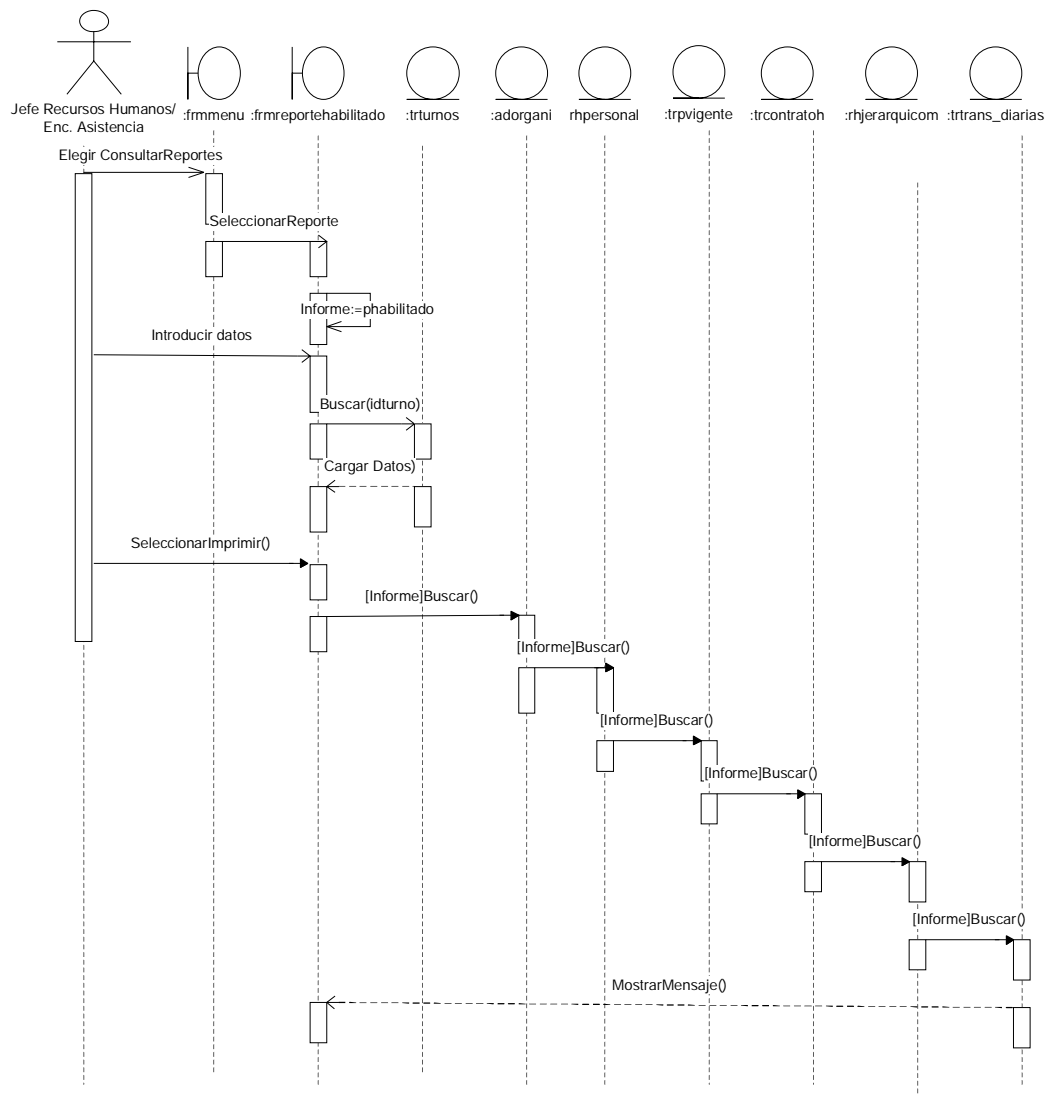 Jefe Recursos Humanos/
Enc. Asistencia
:frmmenu
:frmreportehabilitado
:trturnos
:adorgani
rhpersonal
:trpvigente
:trcontratoh
:rhjerarquicom
:trtrans_diarias
Elegir ConsultarReportes
SeleccionarReporte
Informe:=phabilitado
Introducir datos
Buscar(idturno)
Cargar Datos)
SeleccionarImprimir()
[Informe]Buscar()
[Informe]Buscar()
[Informe]Buscar()
[Informe]Buscar()
[Informe]Buscar()
[Informe]Buscar()
MostrarMensaje()